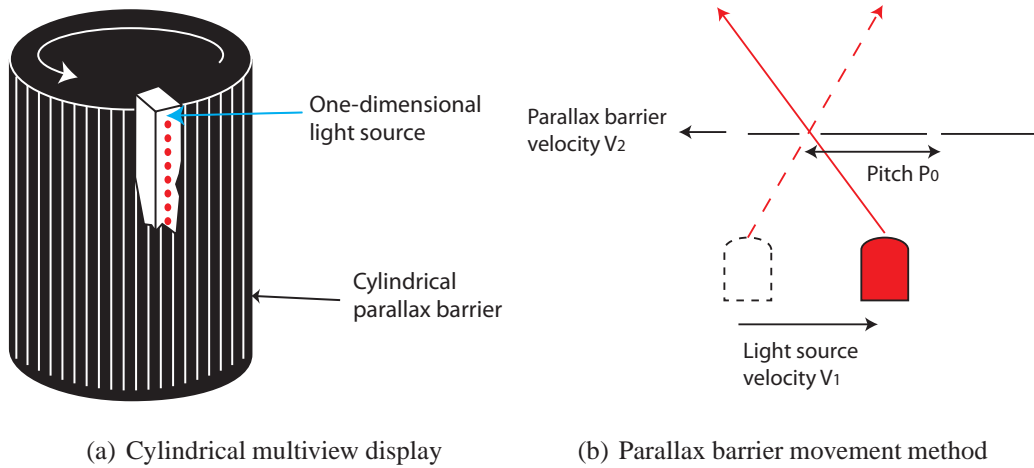 One-dimensional
light source
Cylindrical
parallax barrier
(a) Cylindrical multiview display
Parallax barrier
velocity V2
Pitch P0
Light source
velocity V1
(b) Parallax barrier movement method